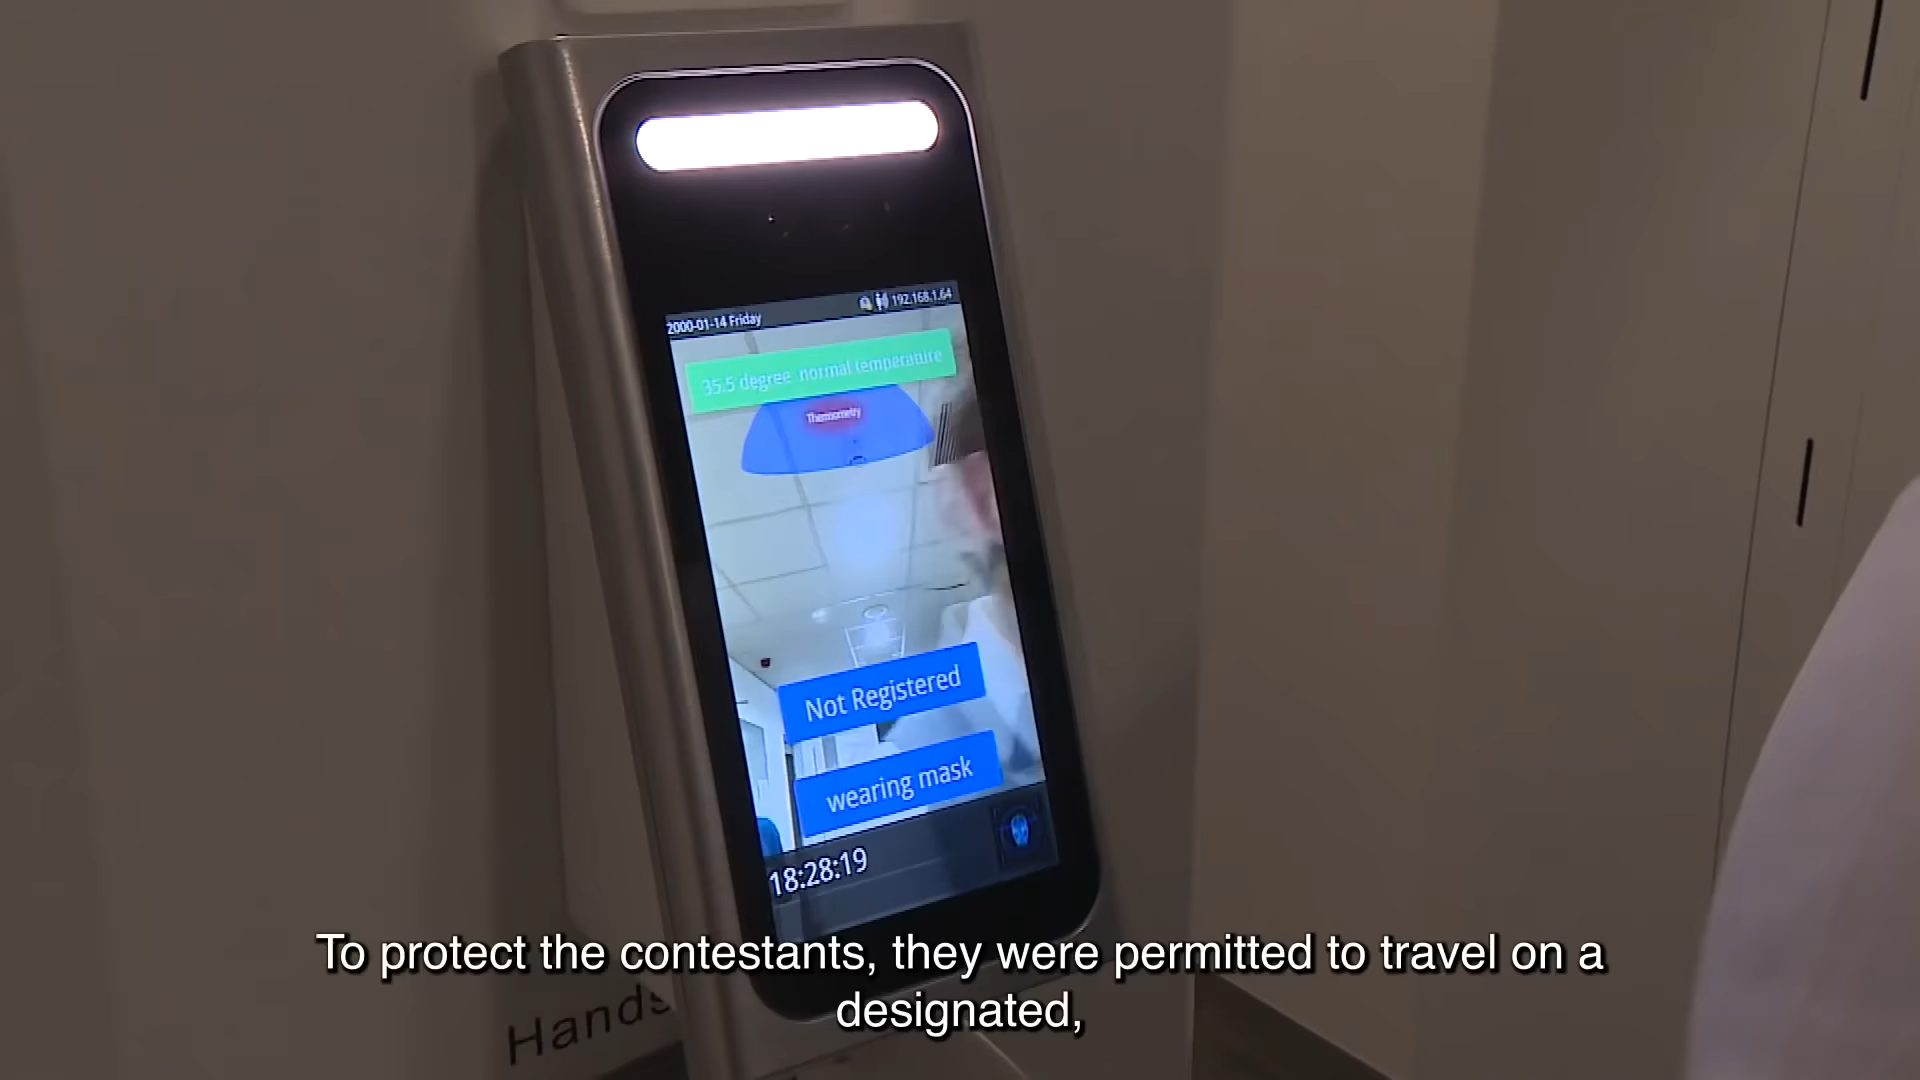 2000-01-14 Friday
192.168.1.64
35.5 degree normal temperature
Thermometry
Not Registered
wearing mask
18:28:19
Hands
To protect the contestants, they were permitted to travel on a
designated,